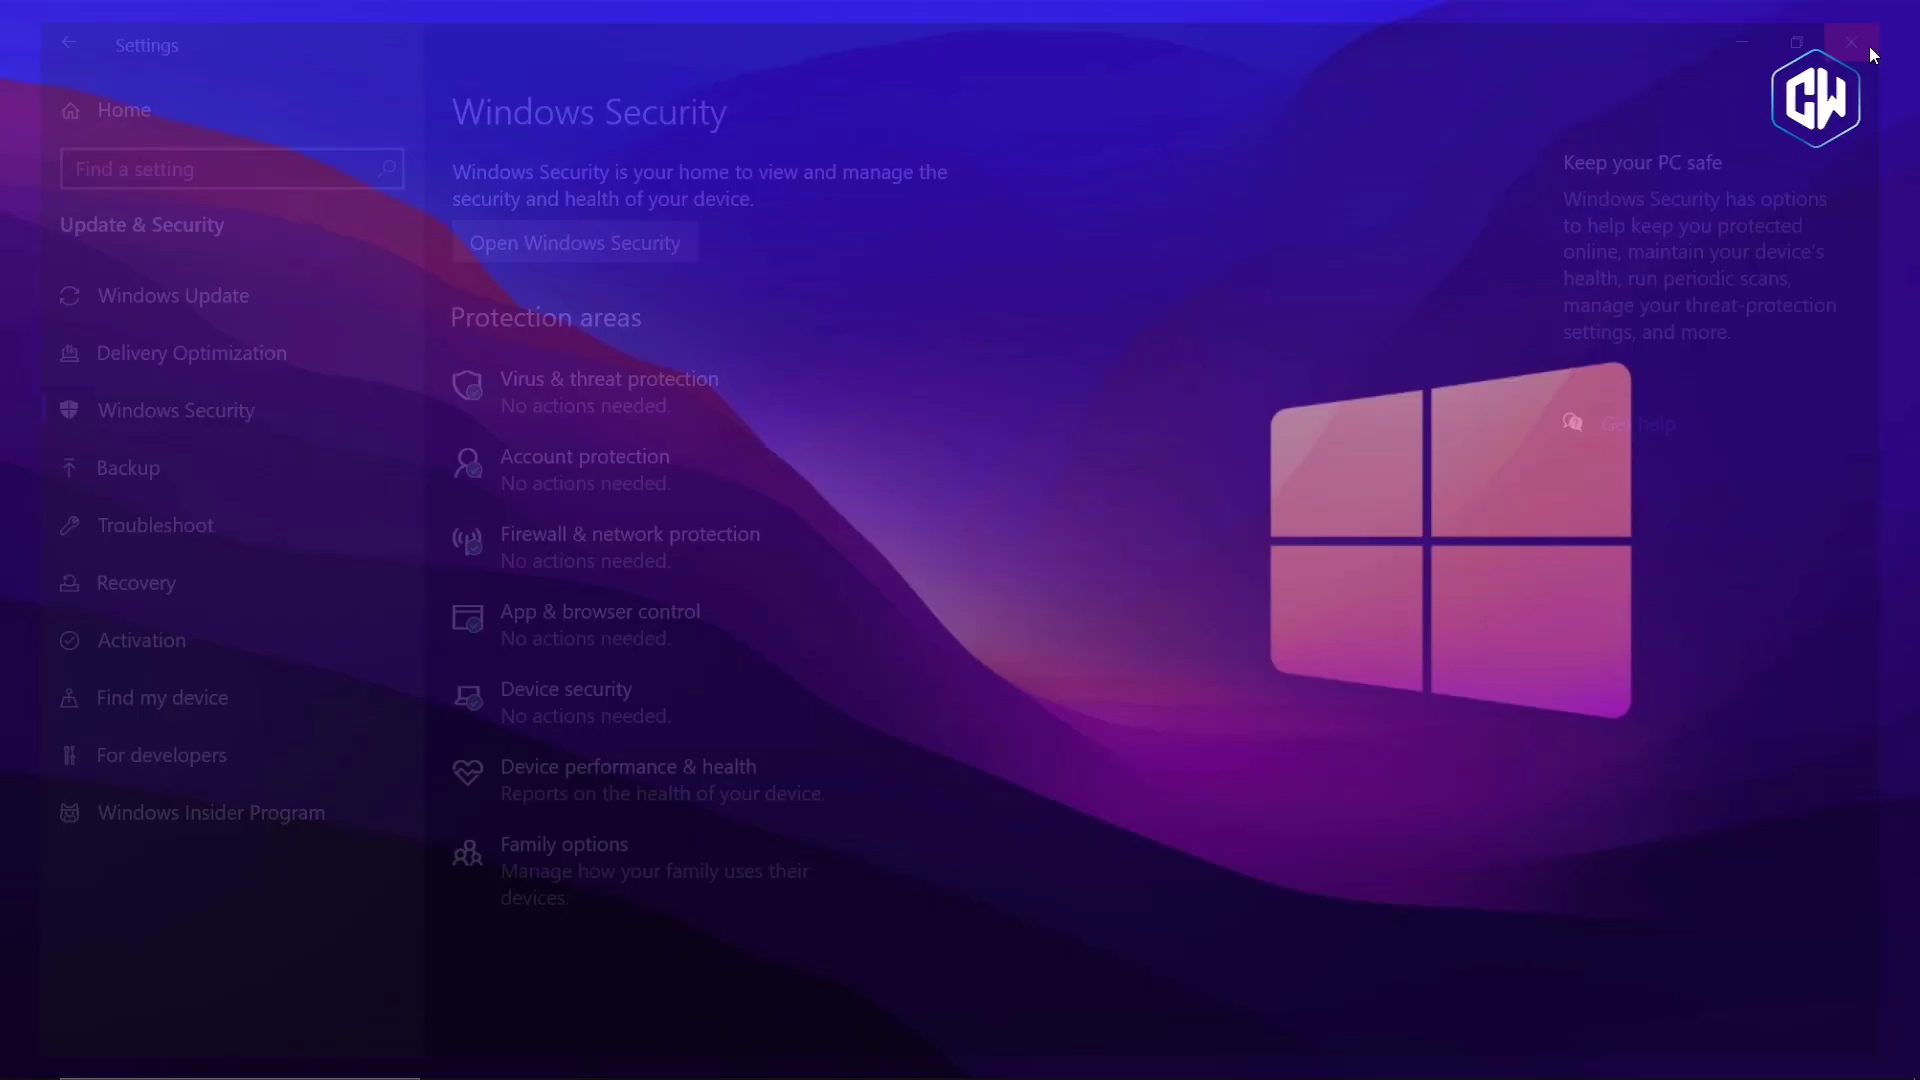 Settings
Home
Find a setting
Update & Security
Windows Update
Delivery Optimization
Windows Security
Backup
Troubleshoot
Recovery
Activation
Find my device
For developers
Windows Insider Program
Windows Security
Windows Security is your home to view and manage the
security and health of your device.
Open Windows Security
Protection areas
Virus & threat protection
No actions needed.
Account protection
No actions needed.
Firewall & network protection
No actions needed.
App & browser control
No actions needed.
Device security
No actions needed.
Device performance & health
Reports on the health of your device.
Family options
Manage how your family uses their
devices.
CW
Keep your PC safe
Windows Security has options
to help keep you protected
online, maintain your device's
health, run periodic scans,
manage your threat-protection
settings, and more.
Get help